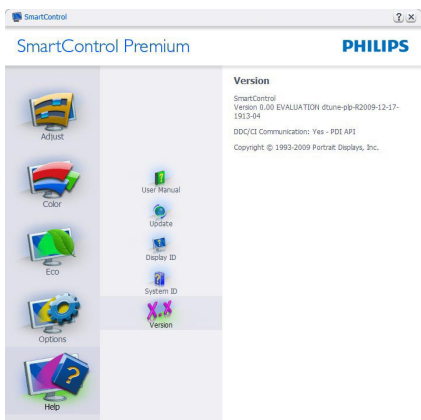 SmartControl
SmartControl Premium
PHILIPS
Adjust
Color
Eco
Options
Help
User Manual
Update
Display ID
System ID
X.X
Version
Version
SmartControl
Version 0.00 EVALUATION dtune-plp-R2009-12-17-
1913-04
DDC/CI Communication: Yes - PDI API
Copyright © 1993-2009 Portrait Displays, Inc.